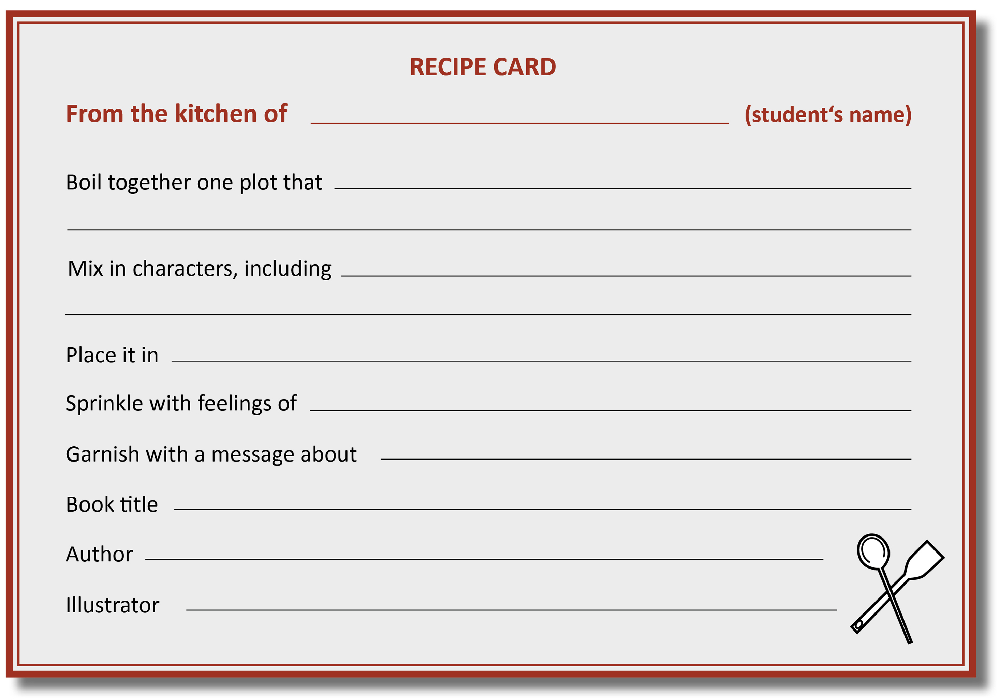 RECIPE CARD
From the kitchen of (student‘s name)
Boil together one plot that
Mix in characters, including
Place it in
Sprinkle with feelings of
Garnish with a message about
Book title
Author
Illustrator